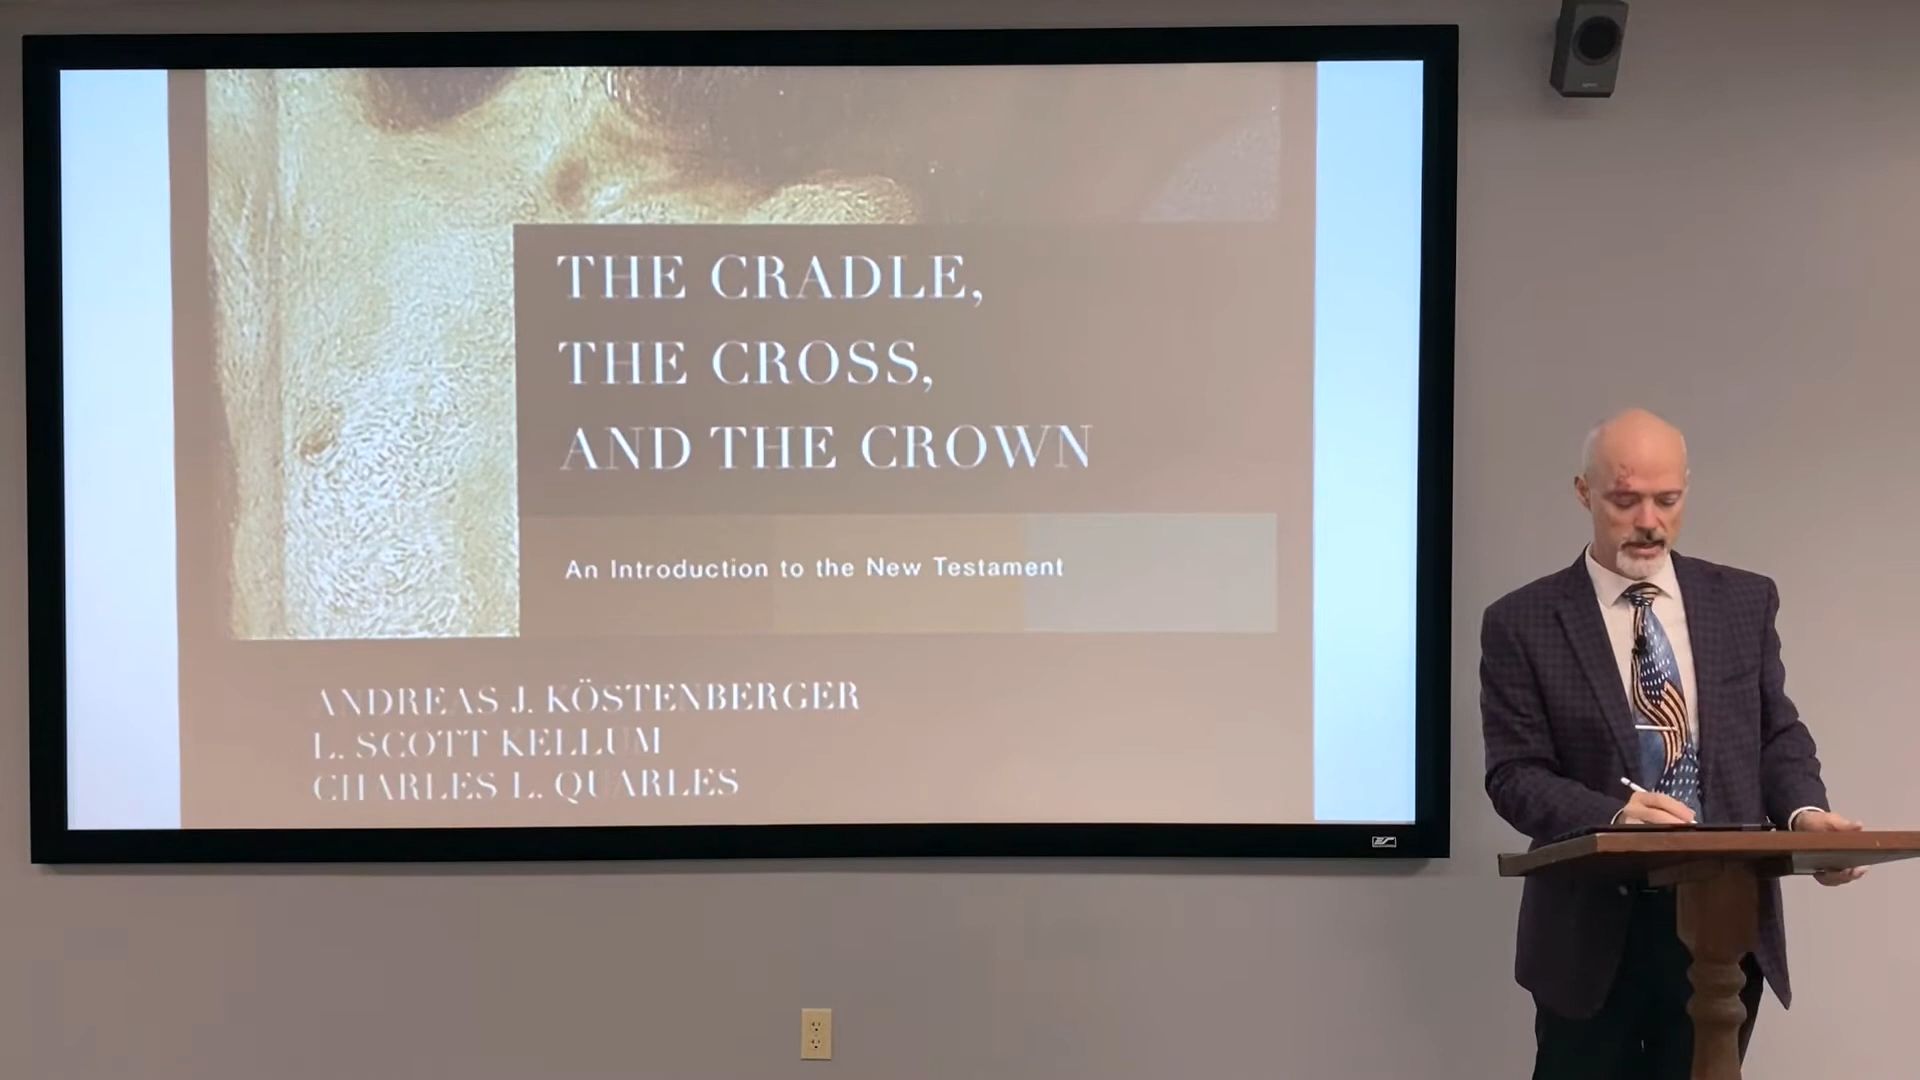 THE CRADLE,
THE CROSS,
AND THE CROWN
An Introduction to the New Testament
ANDREAS J. KÖSTENBERGER
L. SCOTT KELLUM
CHARLES L. QUARLES